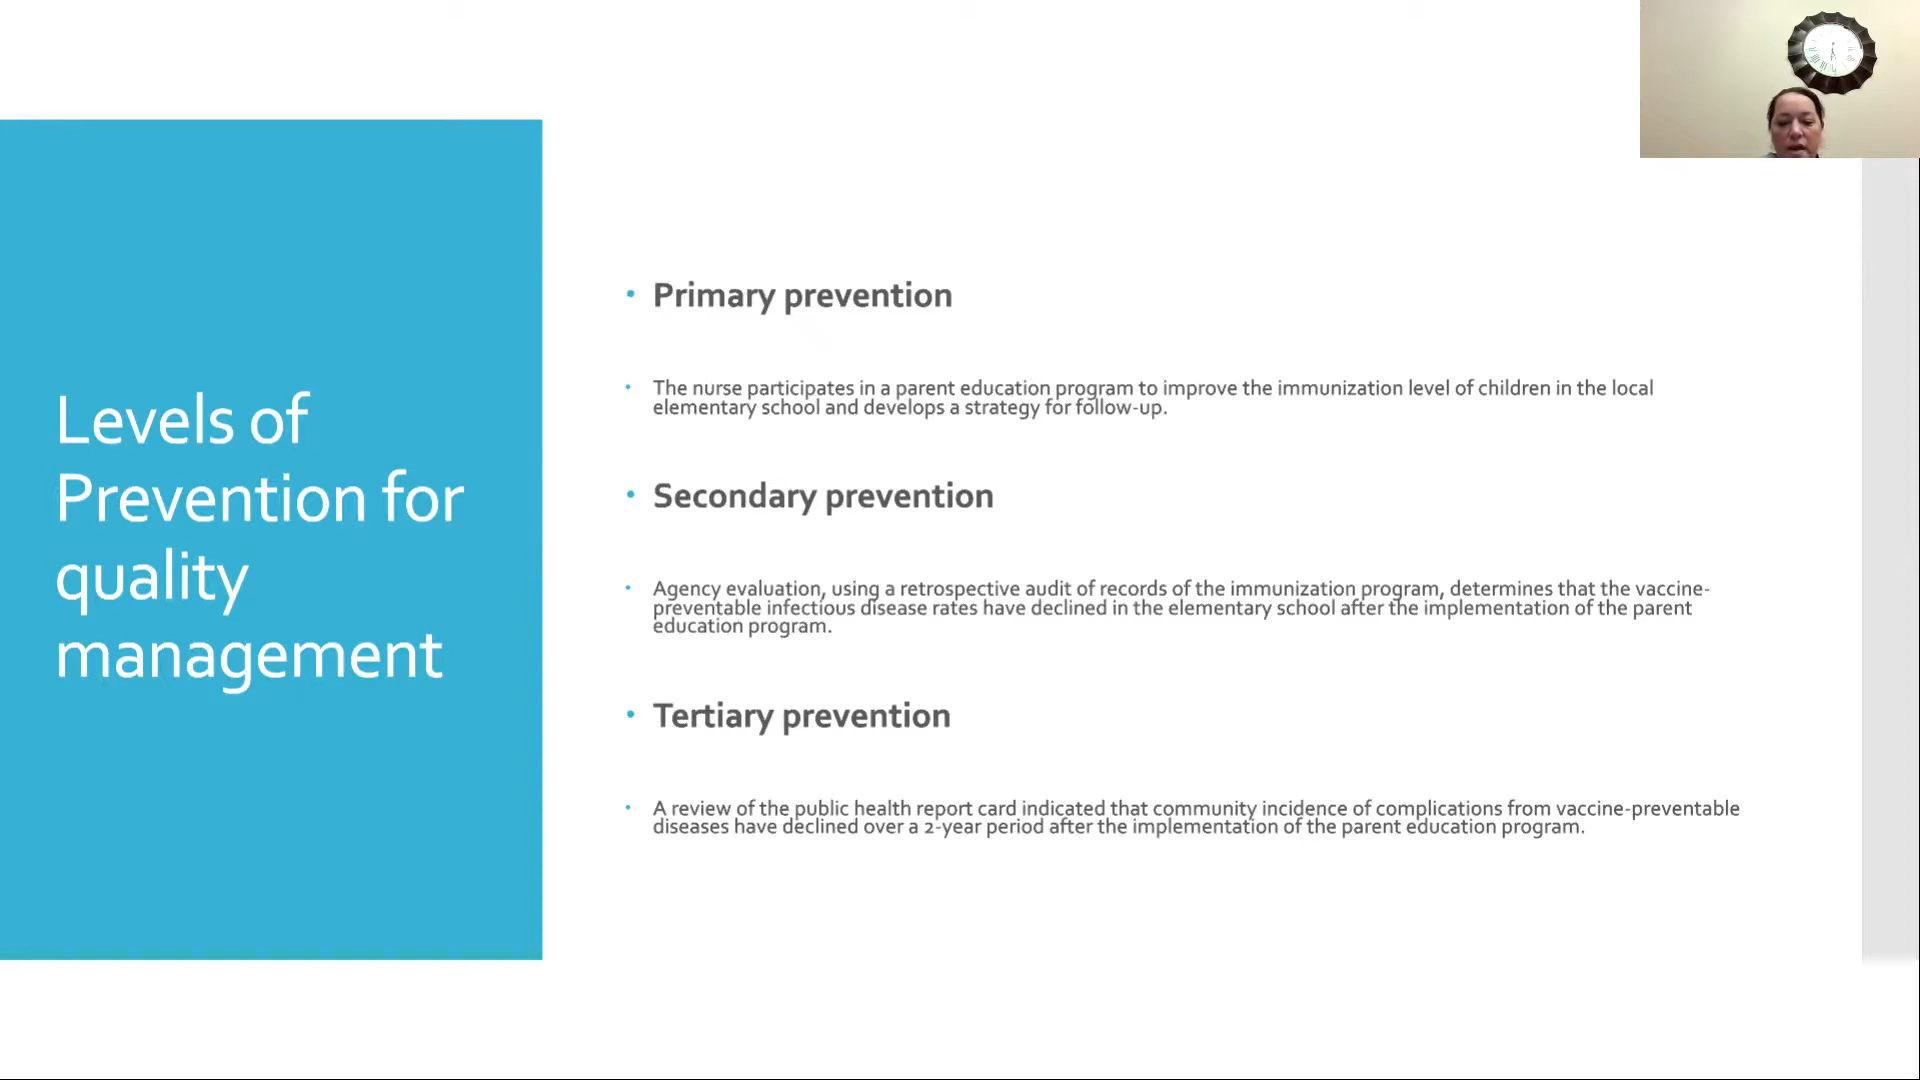 Levels of
Prevention for
quality
management
• Primary prevention
• The nurse participates in a parent education program to improve the immunization level of children in the local
elementary school and develops a strategy for follow-up.
• Secondary prevention
• Agency evaluation, using a retrospective audit of records of the immunization program, determines that the vaccine-
preventable infectious disease rates have declined in the elementary school after the implementation of the parent
education program.
• Tertiary prevention
• A review of the public health report card indicated that community incidence of complications from vaccine-preventable
diseases have declined over a 2-year period after the implementation of the parent education program.